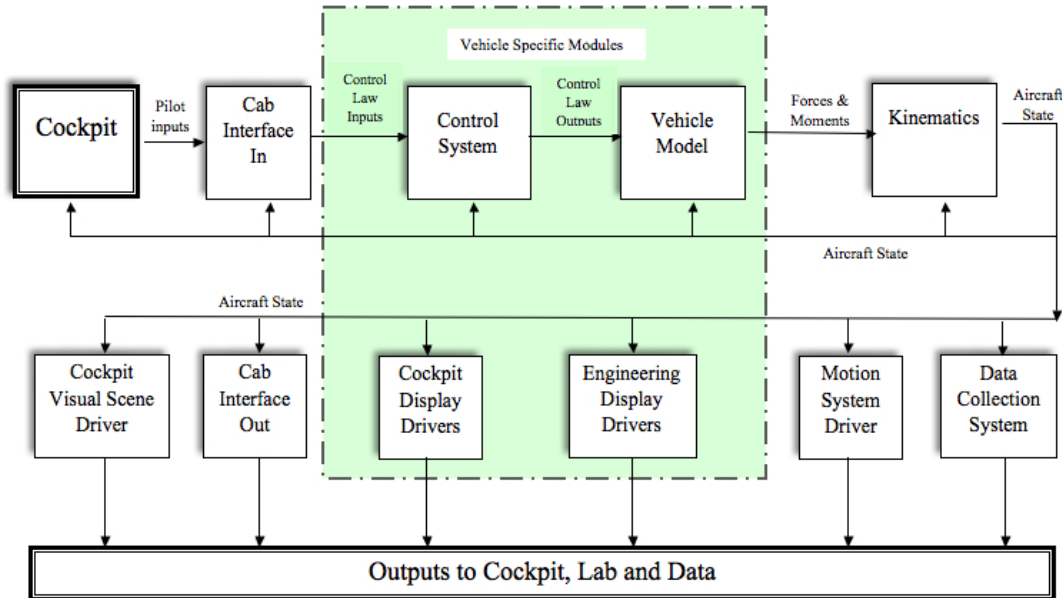 Vehicle Specific Modules
Cockpit
Pilot
inputs
Cab
Interface
In
Control
Law
Inputs
Control
System
Control
Law
Outputs
Vehicle
Model
Forces &
Moments
Kinematics
Aircraft
State
Aircraft State
Aircraft State
Cockpit
Visual Scene
Driver
Cab
Interface
Out
Cockpit
Display
Drivers
Engineering
Display
Drivers
Motion
System
Driver
Data
Collection
System
Outputs to Cockpit, Lab and Data